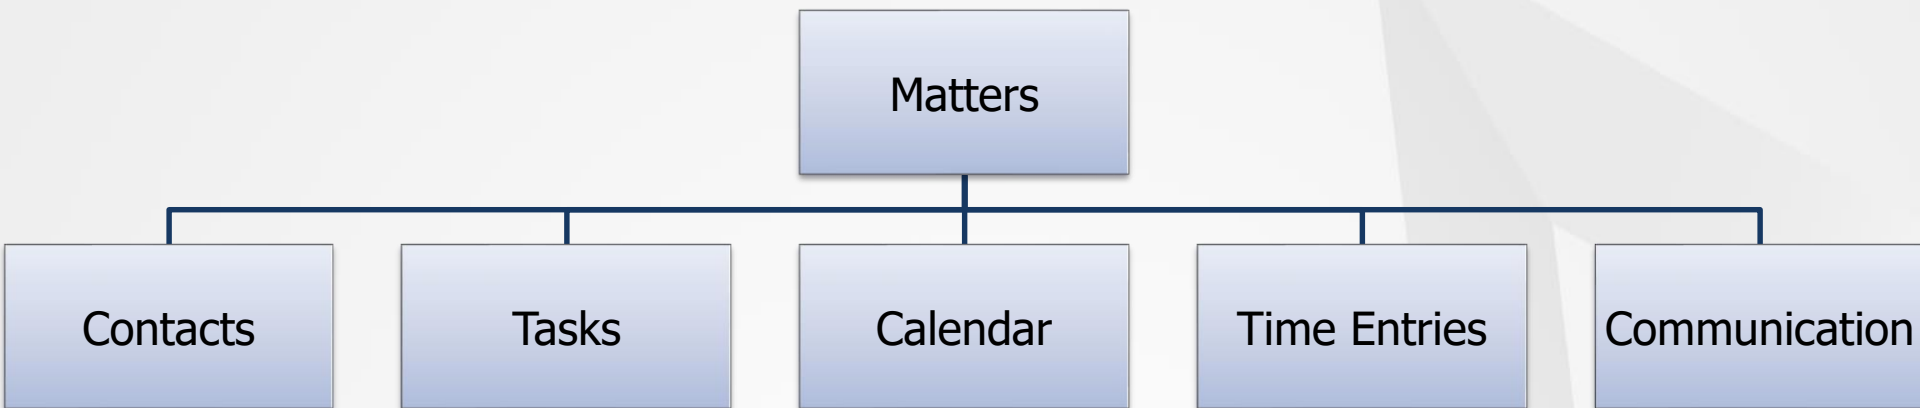 Matters
Contacts
Tasks
Calendar
Time Entries
Communication